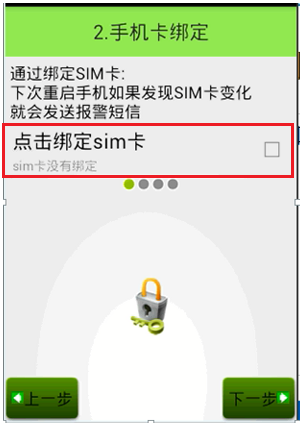 2.手机卡绑定
通过绑定SIM卡:
下次重启手机如果发现SIM卡变化
就会发送报警短信
点击绑定sim卡
sim卡没有绑定
上一步
下一步